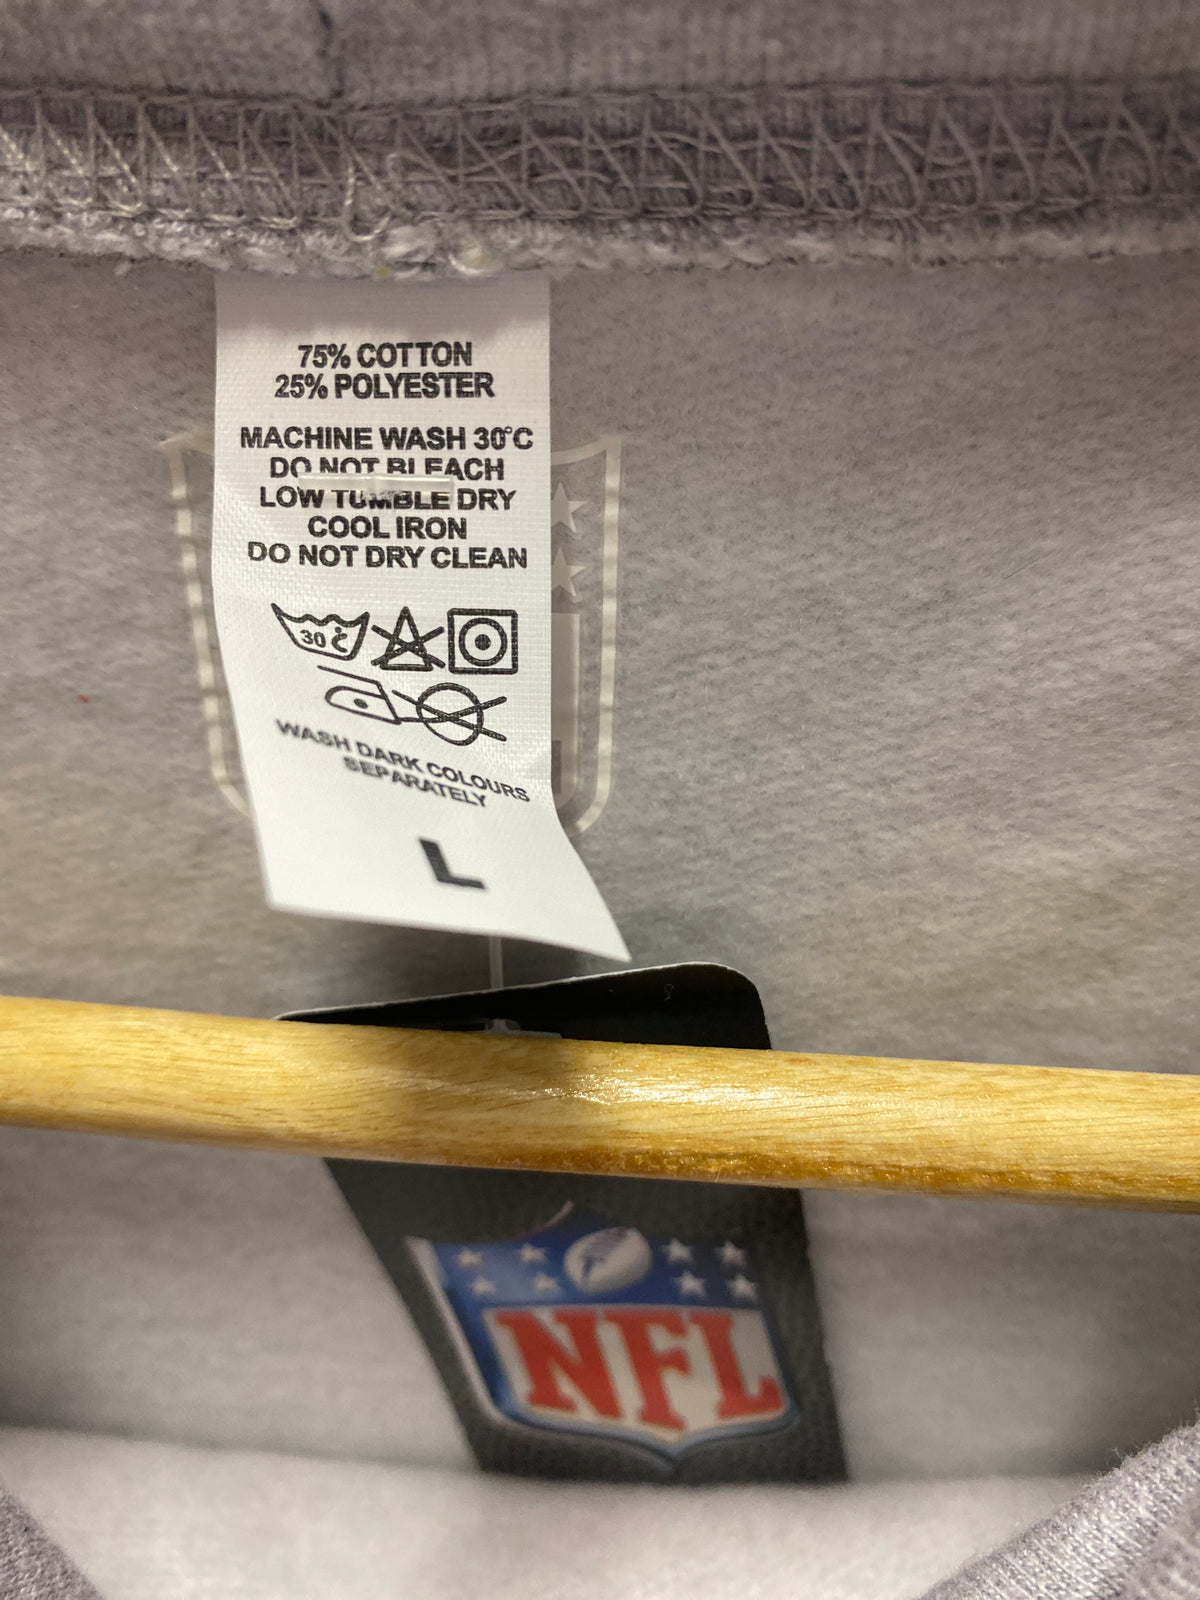 75% COTTON
25% POLYESTER
MACHINE WASH 30°C
DO NOT BLEACH
LOW TUMBLE DRY
COOL IRON
DO NOT DRY CLEAN
30°C
WASH DARK COLOURS
SEPARATELY
L
NFL